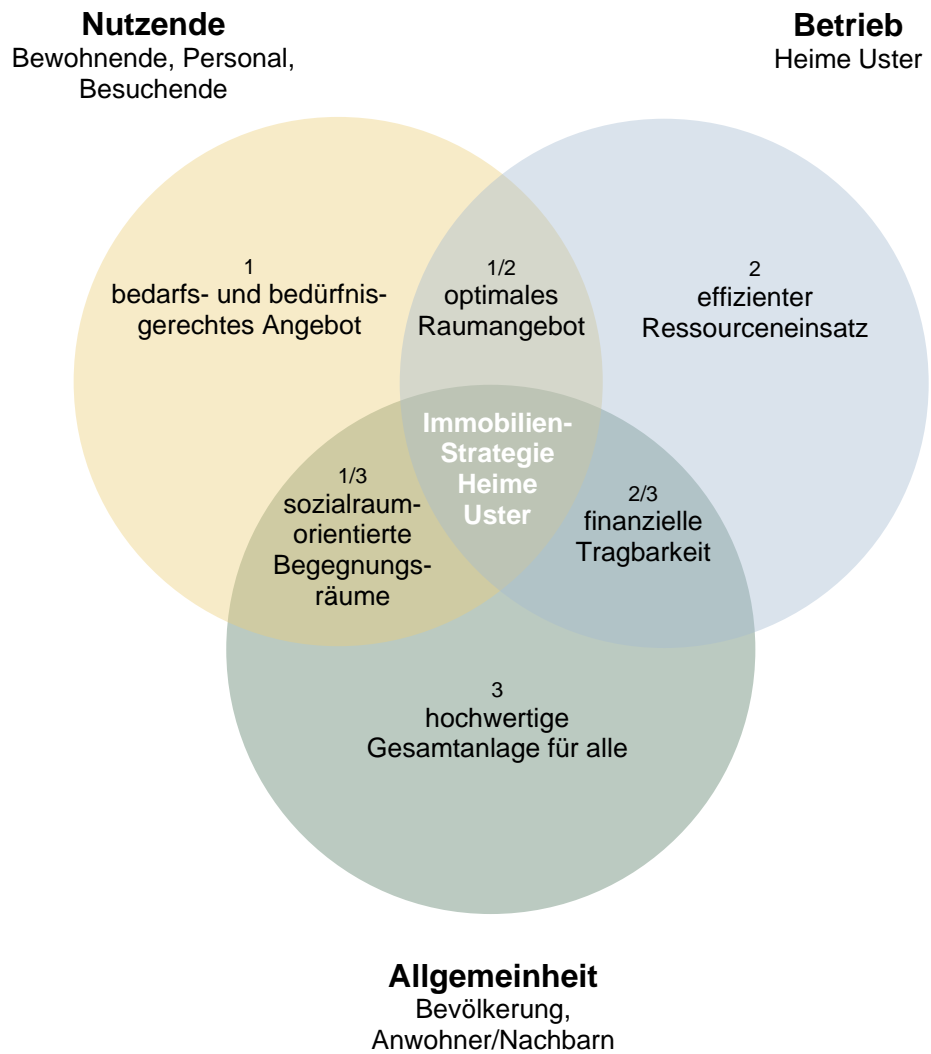 Nutzende
Bewohnende, Personal,
Besuchende
Betrieb
Heime Uster
1
bedarfs- und bedürfnis-
gerechtes Angebot
1/2
optimales
Raumangebot
2
effizienter
Ressourceneinsatz
Immobilien-
Strategie
Heime
Uster
1/3
sozialraum-
orientierte
Begegnungs-
räume
2/3
finanzielle
Tragbarkeit
3
hochwertige
Gesamtanlage für alle
Allgemeinheit
Bevölkerung,
Anwohner/Nachbarn